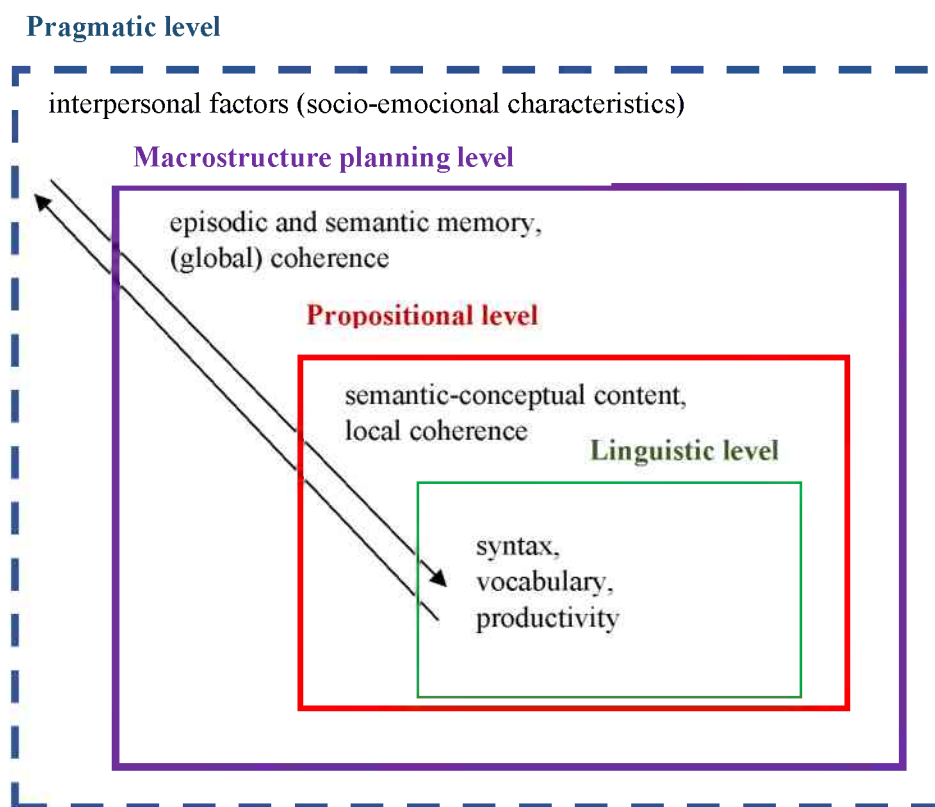 Pragmatic level
interpersonal factors (socio-emocional characteristics)
Macrostructure planning level
episodic and semantic memory,
(global) coherence
Propositional level
semantic-conceptual content,
local coherence
Linguistic level
syntax,
vocabulary,
productivity